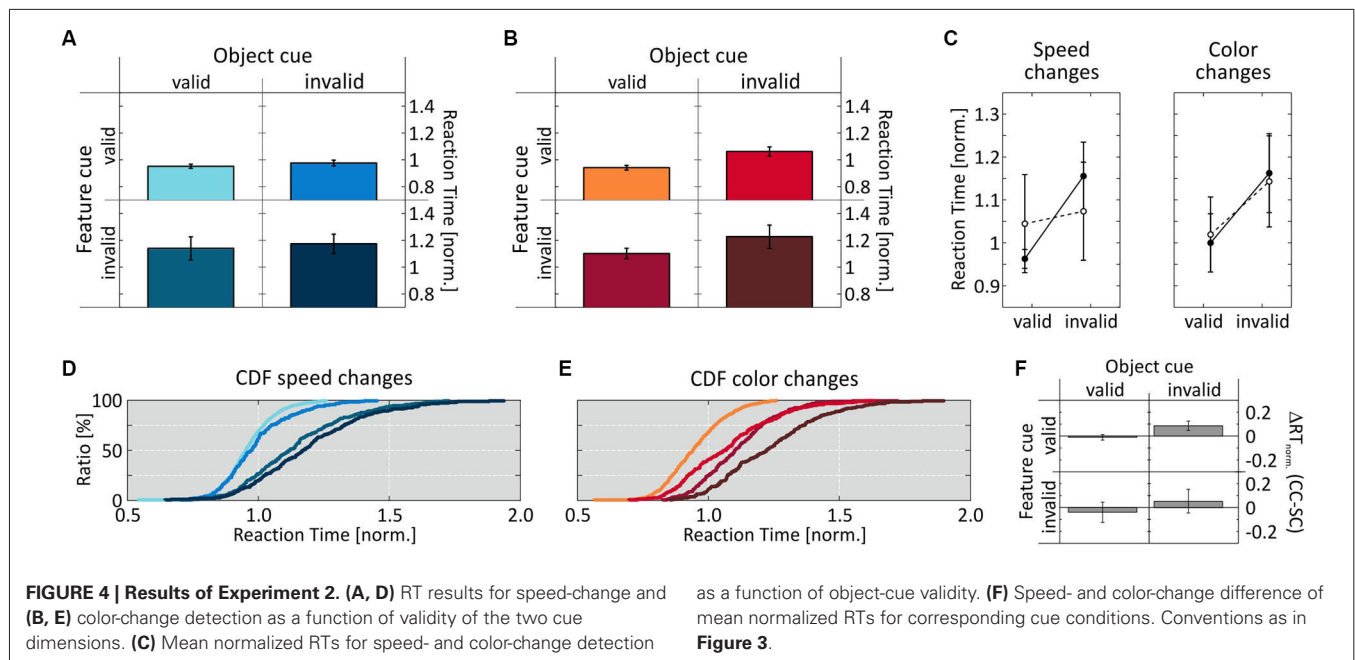 A
Object cue
valid
invalid
Feature cue
valid
invalid
1.4
1.2
1
0.8
1.4
1.2
1
0.8
Reaction Time [norm.]
B
Object cue
valid
invalid
Feature cue
valid
invalid
1.4
1.2
1
0.8
1.4
1.2
1
0.8
Reaction Time [norm.]
C
Speed
changes
Color
changes
Reaction Time [norm.]
1.3
1.2
1.1
1
0.9
valid invalid
valid invalid
D
CDF speed changes
Ratio [%]
100
50
0
0.5 1.0 1.5 2.0
Reaction Time [norm.]
E
CDF color changes
0.5 1.0 1.5 2.0
Reaction Time [norm.]
F
Object cue
valid
invalid
Feature cue
valid
invalid
0.2
0
-0.2
0.2
0
-0.2
ΔRTnorm. (CC-SC)
FIGURE 4 | Results of Experiment 2. (A, D) RT results for speed-change and
(B, E) color-change detection as a function of validity of the two cue
dimensions. (C) Mean normalized RTs for speed- and color-change detection
as a function of object-cue validity. (F) Speed- and color-change difference of
mean normalized RTs for corresponding cue conditions. Conventions as in
Figure 3.